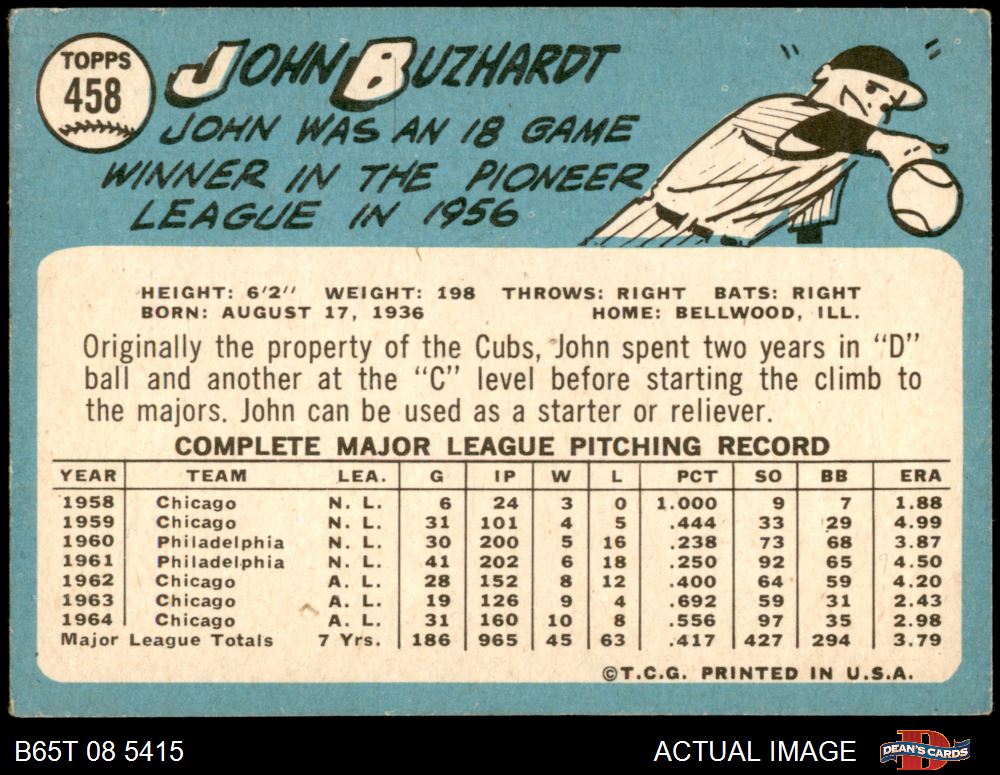 TOPPS
458
JOHN BUZHARDT
JOHN WAS AN 18 GAME
WINNER IN THE PIONEER
LEAGUE IN 1956
HEIGHT: 6'2" WEIGHT: 198 THROWS: RIGHT BATS: RIGHT
BORN: AUGUST 17, 1936 HOME: BELLWOOD, ILL.
Originally the property of the Cubs, John spent two years in "D"
ball and another at the "C" level before starting the climb to
the majors. John can be used as a starter or reliever.
COMPLETE MAJOR LEAGUE PITCHING RECORD
YEAR TEAM LEA. G IP W L PCT SO BB ERA
1958 Chicago N. L. 6 24 3 0 1.000 9 7 1.88
1959 Chicago N. L. 31 101 4 5 .444 33 29 4.99
1960 Philadelphia N. L. 30 200 5 16 .238 73 68 3.87
1961 Philadelphia N. L. 41 202 6 18 .250 92 65 4.50
1962 Chicago A. L. 28 152 8 12 .400 64 59 4.20
1963 Chicago A. L. 19 126 9 4 .692 59 31 2.43
1964 Chicago A. L. 31 160 10 8 .556 97 35 2.98
Major League Totals 7 Yrs. 186 965 45 63 .417 427 294 3.79
©T.C.G. PRINTED IN U.S.A.
B65T 08 5415 ACTUAL IMAGE DEAN'S CARDS